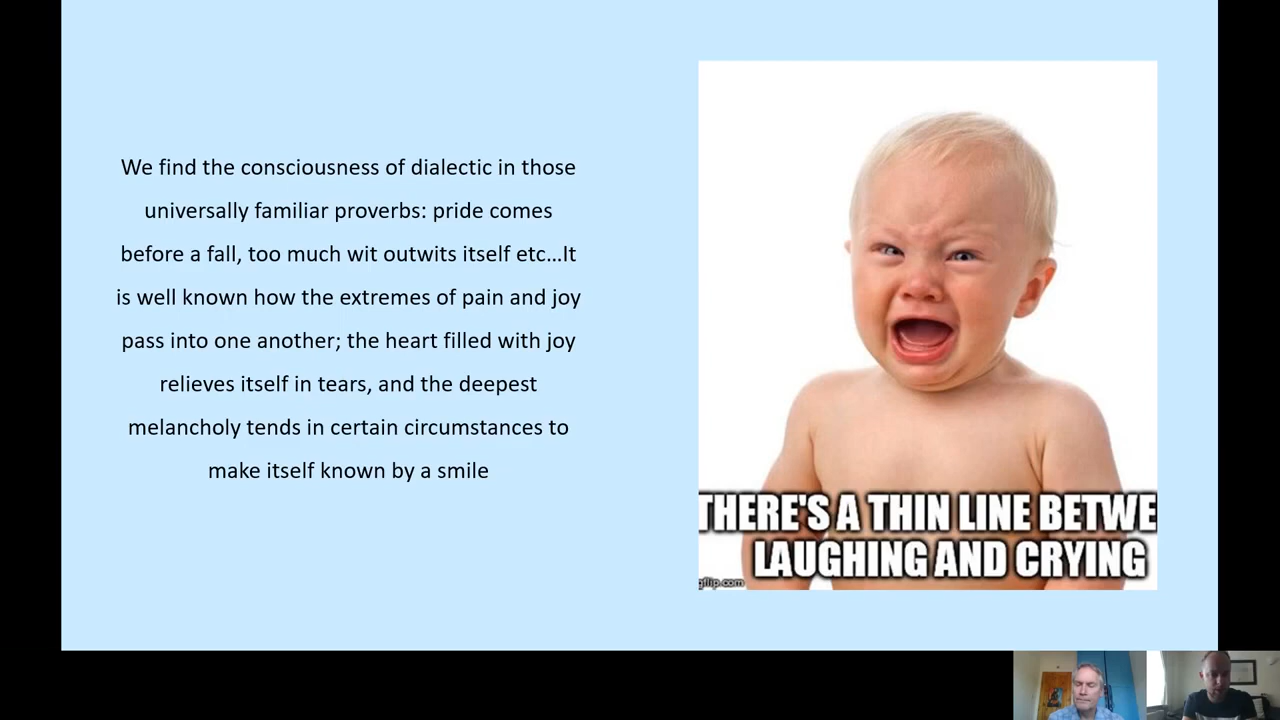 We find the consciousness of dialectic in those
universally familiar proverbs: pride comes
before a fall, too much wit outwits itself etc…It
is well known how the extremes of pain and joy
pass into one another; the heart filled with joy
relieves itself in tears, and the deepest
melancholy tends in certain circumstances to
make itself known by a smile
THERE'S A THIN LINE BETWE
LAUGHING AND CRYING
gflip.com